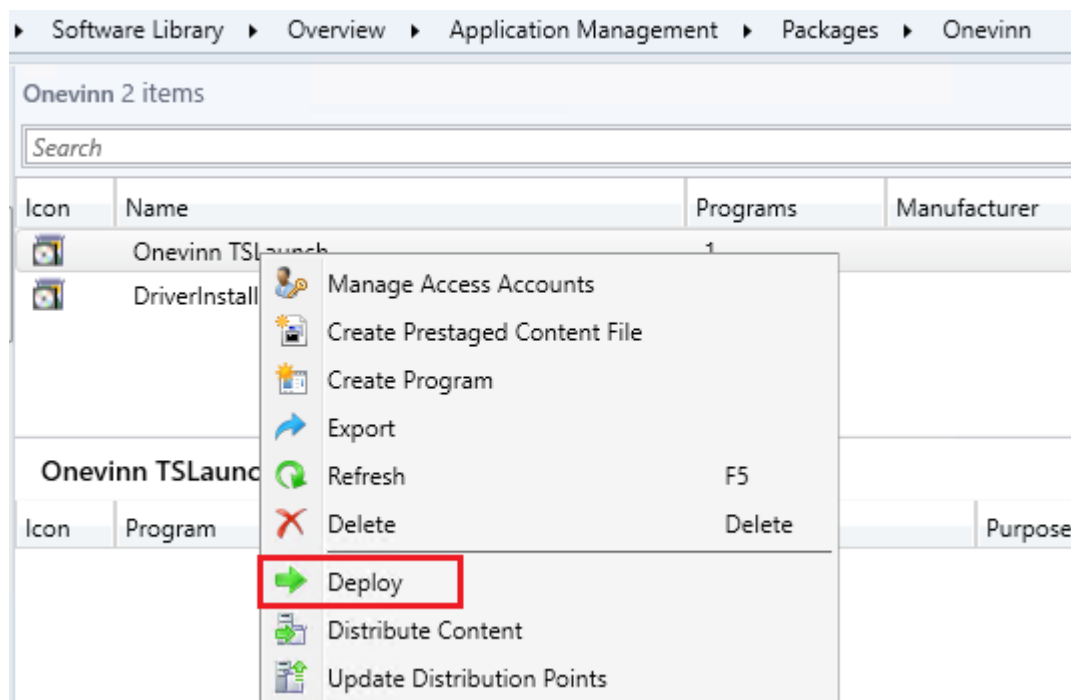 Software Library Overview Application Management Packages Onevinn
Onevinn 2 items
Search
Icon Name Programs Manufacturer
Onevinn TSLaunch 1
DriverInstall
Manage Access Accounts
Create Prestaged Content File
Create Program
Export
Refresh F5
Delete Delete
Onevinn TSLaunc
Icon Program Purpose
Deploy
Distribute Content
Update Distribution Points